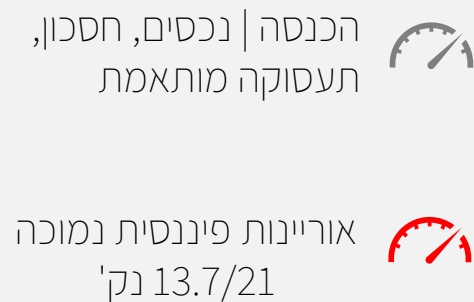 הכנסה | נכסים, חסכון,
תעסוקה מותאמת
אוריינות פיננסית נמוכה
13.7/21 נק'